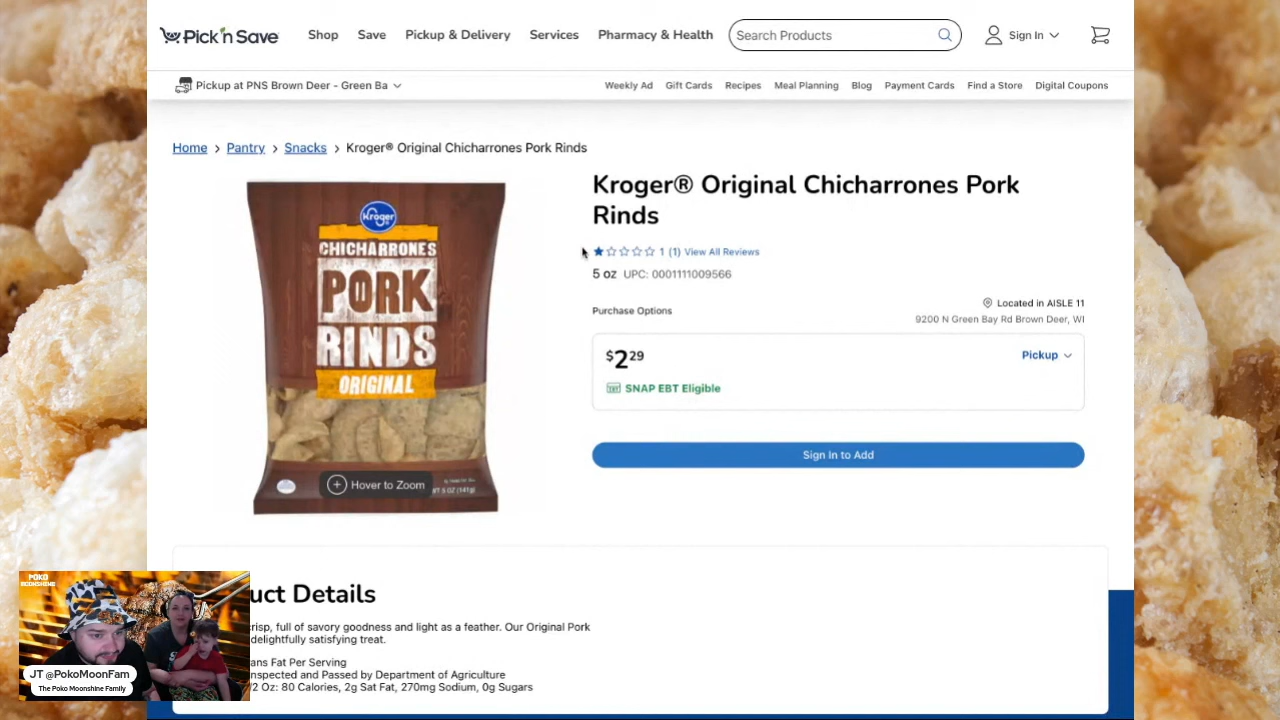 Pick'n Save
Shop
Save
Pickup & Delivery
Services
Pharmacy & Health
Search Products
Sign In
Pickup at PNS Brown Deer - Green Ba
Weekly Ad
Gift Cards
Recipes
Meal Planning
Blog
Payment Cards
Find a Store
Digital Coupons
Home > Pantry > Snacks > Kroger® Original Chicharrones Pork Rinds
Kroger
CHICHARRONES
PORK
RINDS
ORIGINAL
Hover to Zoom
WT 5 OZ (141g)
Kroger® Original Chicharrones Pork
Rinds
1 (1) View All Reviews
5 oz UPC: 0001111009566
Purchase Options
Located in AISLE 11
9200 N Green Bay Rd Brown Deer, WI
$2 29
Pickup
SNAP EBT Eligible
Sign In to Add
uct Details
risp, full of savory goodness and light as a feather. Our Original Pork
delightfully satisfying treat.
ans Fat Per Serving
nspected and Passed by Department of Agriculture
/2 Oz: 80 Calories, 2g Sat Fat, 270mg Sodium, 0g Sugars
POKO
MOONSHINE
JT @PokoMoonFam
The Poko Moonshine Family